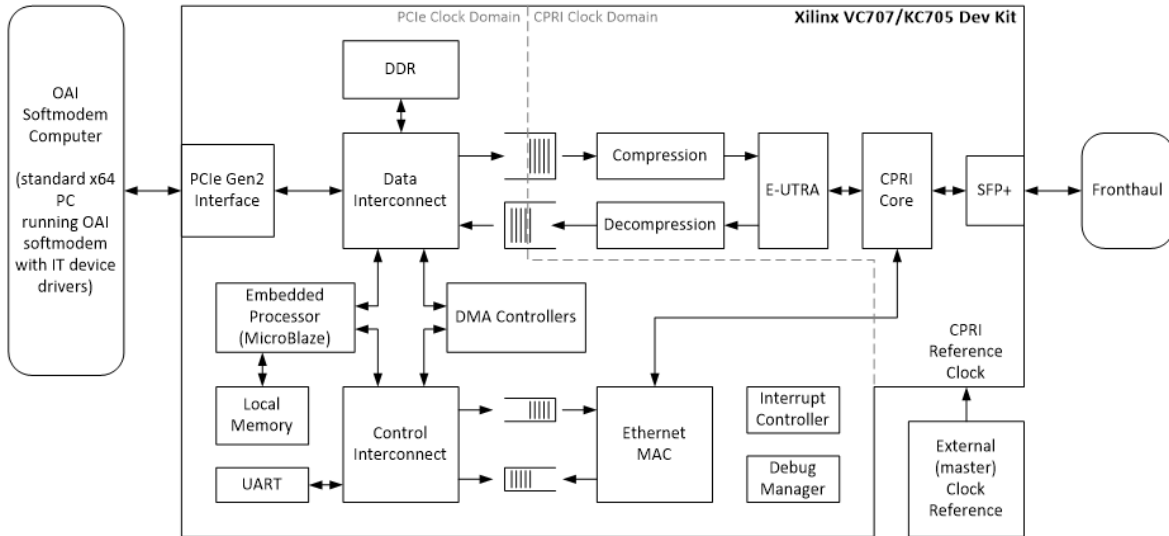 PCIe Clock Domain
CPRI Clock Domain
Xilinx VC707/KC705 Dev Kit
OAI
Softmodem
Computer
(standard x64
PC
running OAI
softmodem
with IT device
drivers)
DDR
PCIe Gen2
Interface
Data
Interconnect
Compression
Decompression
E-UTRA
CPRI
Core
SFP+
Fronthaul
Embedded
Processor
(MicroBlaze)
DMA Controllers
Local
Memory
UART
Control
Interconnect
Ethernet
MAC
Interrupt
Controller
Debug
Manager
CPRI
Reference
Clock
External
(master)
Clock
Reference